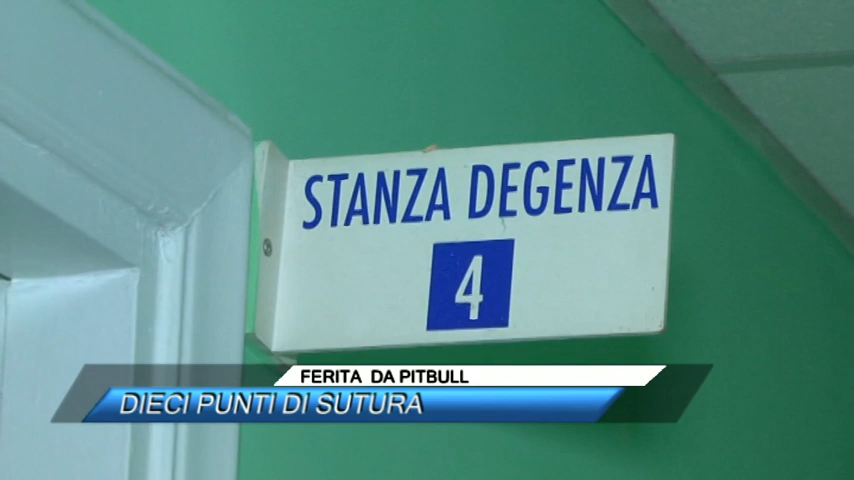 STANZA DEGENZA
4
FERITA DA PITBULL
DIECI PUNTI DI SUTURA